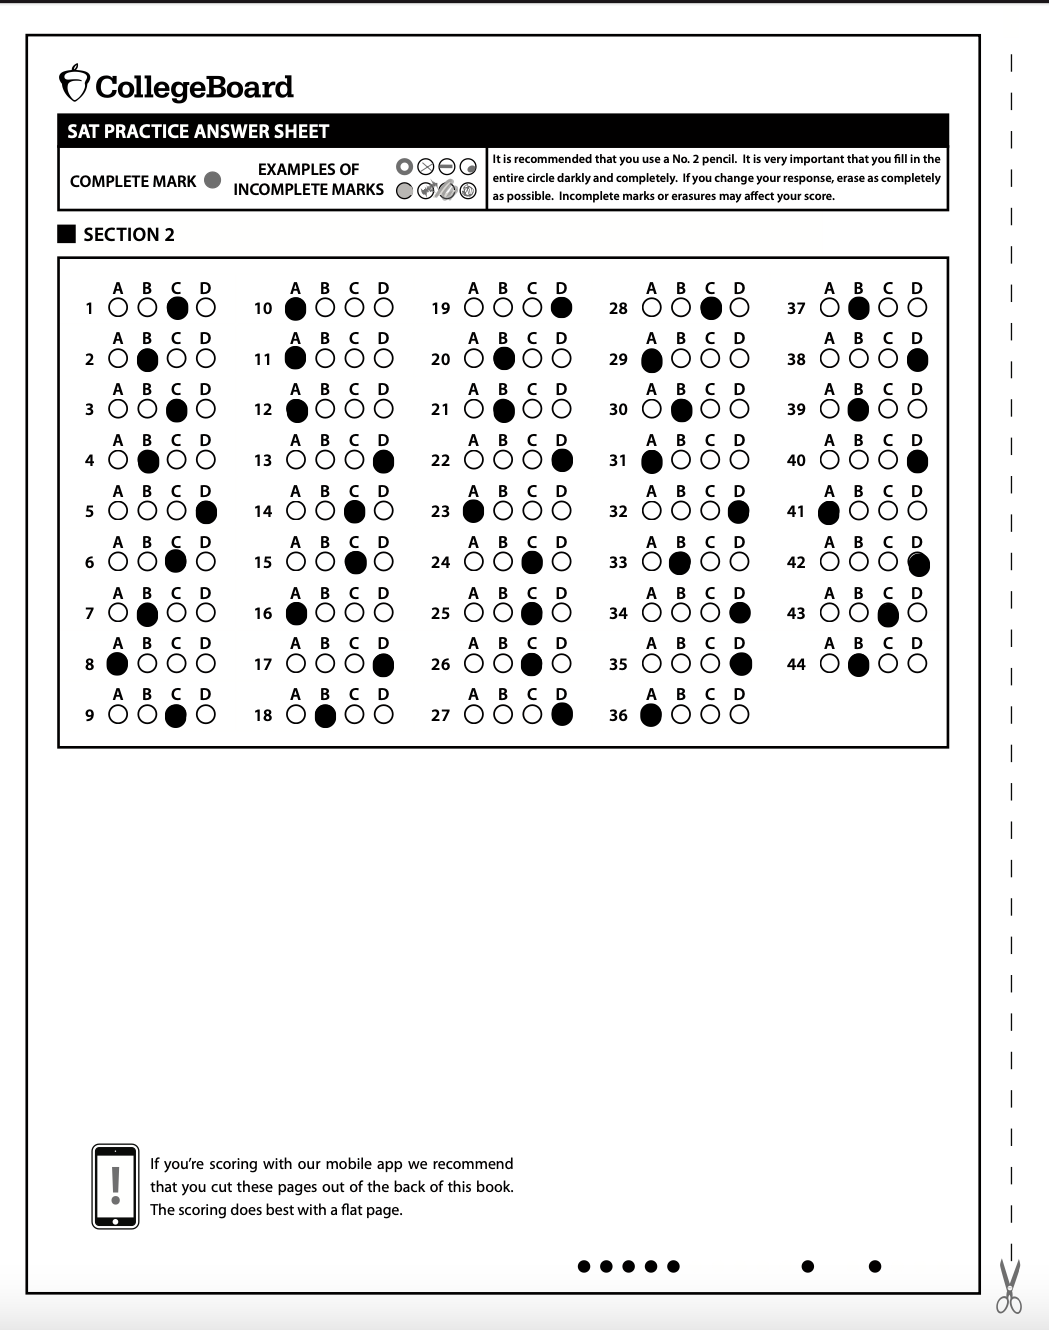 CollegeBoard
SAT PRACTICE ANSWER SHEET
COMPLETE MARK
EXAMPLES OF
INCOMPLETE MARKS
It is recommended that you use a No. 2 pencil. It is very important that you fill in the
entire circle darkly and completely. If you change your response, erase as completely
as possible. Incomplete marks or erasures may affect your score.
SECTION 2
A B C D A B C D A B C D A B C D A B C D
1 10 19 28 37
A B C D A B C D A B C D A B C D A B C D
2 11 20 29 38
A B C D A B C D A B C D A B C D A B C D
3 12 21 30 39
A B C D A B C D A B C D A B C D A B C D
4 13 22 31 40
A B C D A B C D A B C D A B C D A B C D
5 14 23 32 41
A B C D A B C D A B C D A B C D A B C D
6 15 24 33 42
A B C D A B C D A B C D A B C D A B C D
7 16 25 34 43
A B C D A B C D A B C D A B C D A B C D
8 17 26 35 44
A B C D A B C D A B C D A B C D
9 18 27 36
!
If you’re scoring with our mobile app we recommend
that you cut these pages out of the back of this book.
The scoring does best with a flat page.